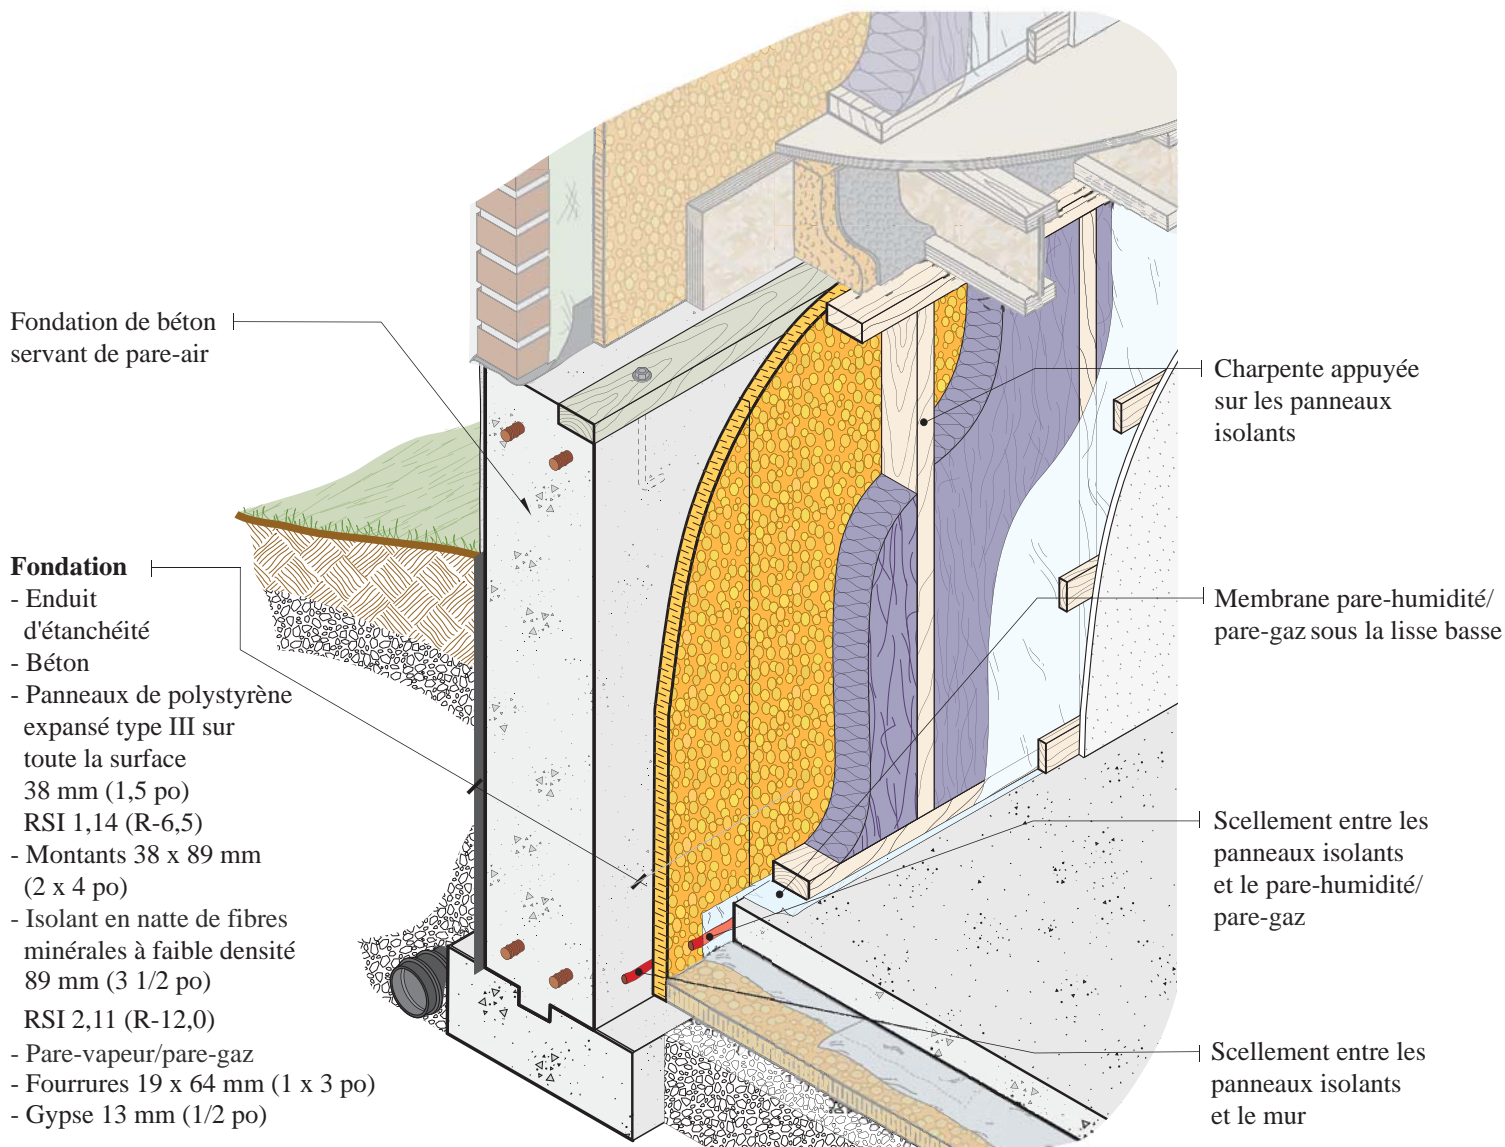 Fondation de béton
servant de pare-air
Fondation
- Enduit
d'étanchéité
- Béton
- Panneaux de polystyrène
expansé type III sur
toute la surface
38 mm (1,5 po)
RSI 1,14 (R-6,5)
- Montants 38 x 89 mm
(2 x 4 po)
- Isolant en natte de fibres
minérales à faible densité
89 mm (3 1/2 po)
RSI 2,11 (R-12,0)
- Pare-vapeur/pare-gaz
- Fourrures 19 x 64 mm (1 x 3 po)
- Gypse 13 mm (1/2 po)
Charpente appuyée
sur les panneaux
isolants
Membrane pare-humidité/
pare-gaz sous la lisse basse
Scellement entre les
panneaux isolants
et le pare-humidité/
pare-gaz
Scellement entre les
panneaux isolants
et le mur